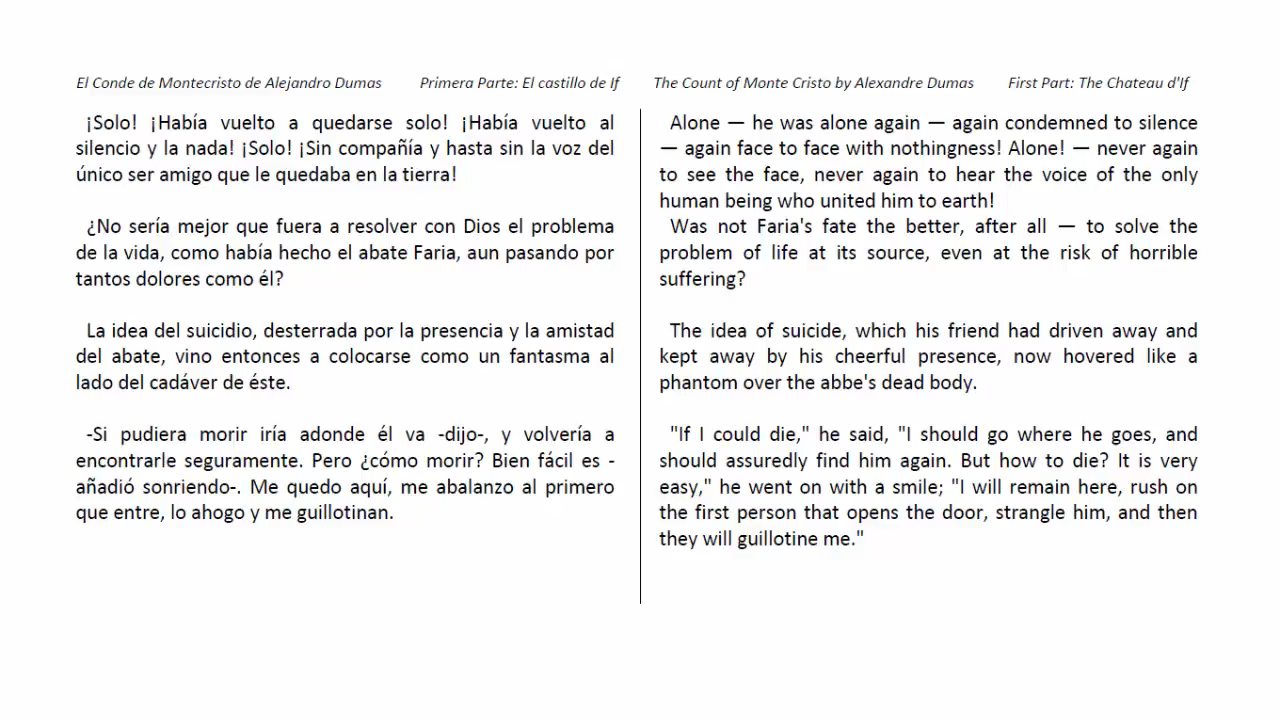 El Conde de Montecristo de Alejandro Dumas Primera Parte: El castillo de If
¡Solo! ¡Había vuelto a quedarse solo! ¡Había vuelto al
silencio y la nada! ¡Solo! ¡Sin compañía y hasta sin la voz del
único ser amigo que le quedaba en la tierra!
¿No sería mejor que fuera a resolver con Dios el problema
de la vida, como había hecho el abate Faria, aun pasando por
tantos dolores como él?
La idea del suicidio, desterrada por la presencia y la amistad
del abate, vino entonces a colocarse como un fantasma al
lado del cadáver de éste.
-Si pudiera morir iría adonde él va -dijo-, y volvería a
encontrarle seguramente. Pero ¿cómo morir? Bien fácil es -
añadió sonriendo-. Me quedo aquí, me abalanzo al primero
que entre, lo ahogo y me guillotinan.
The Count of Monte Cristo by Alexandre Dumas First Part: The Chateau d'If
Alone — he was alone again — again condemned to silence
— again face to face with nothingness! Alone! — never again
to see the face, never again to hear the voice of the only
human being who united him to earth!
Was not Faria's fate the better, after all — to solve the
problem of life at its source, even at the risk of horrible
suffering?
The idea of suicide, which his friend had driven away and
kept away by his cheerful presence, now hovered like a
phantom over the abbe's dead body.
"If I could die," he said, "I should go where he goes, and
should assuredly find him again. But how to die? It is very
easy," he went on with a smile; "I will remain here, rush on
the first person that opens the door, strangle him, and then
they will guillotine me."